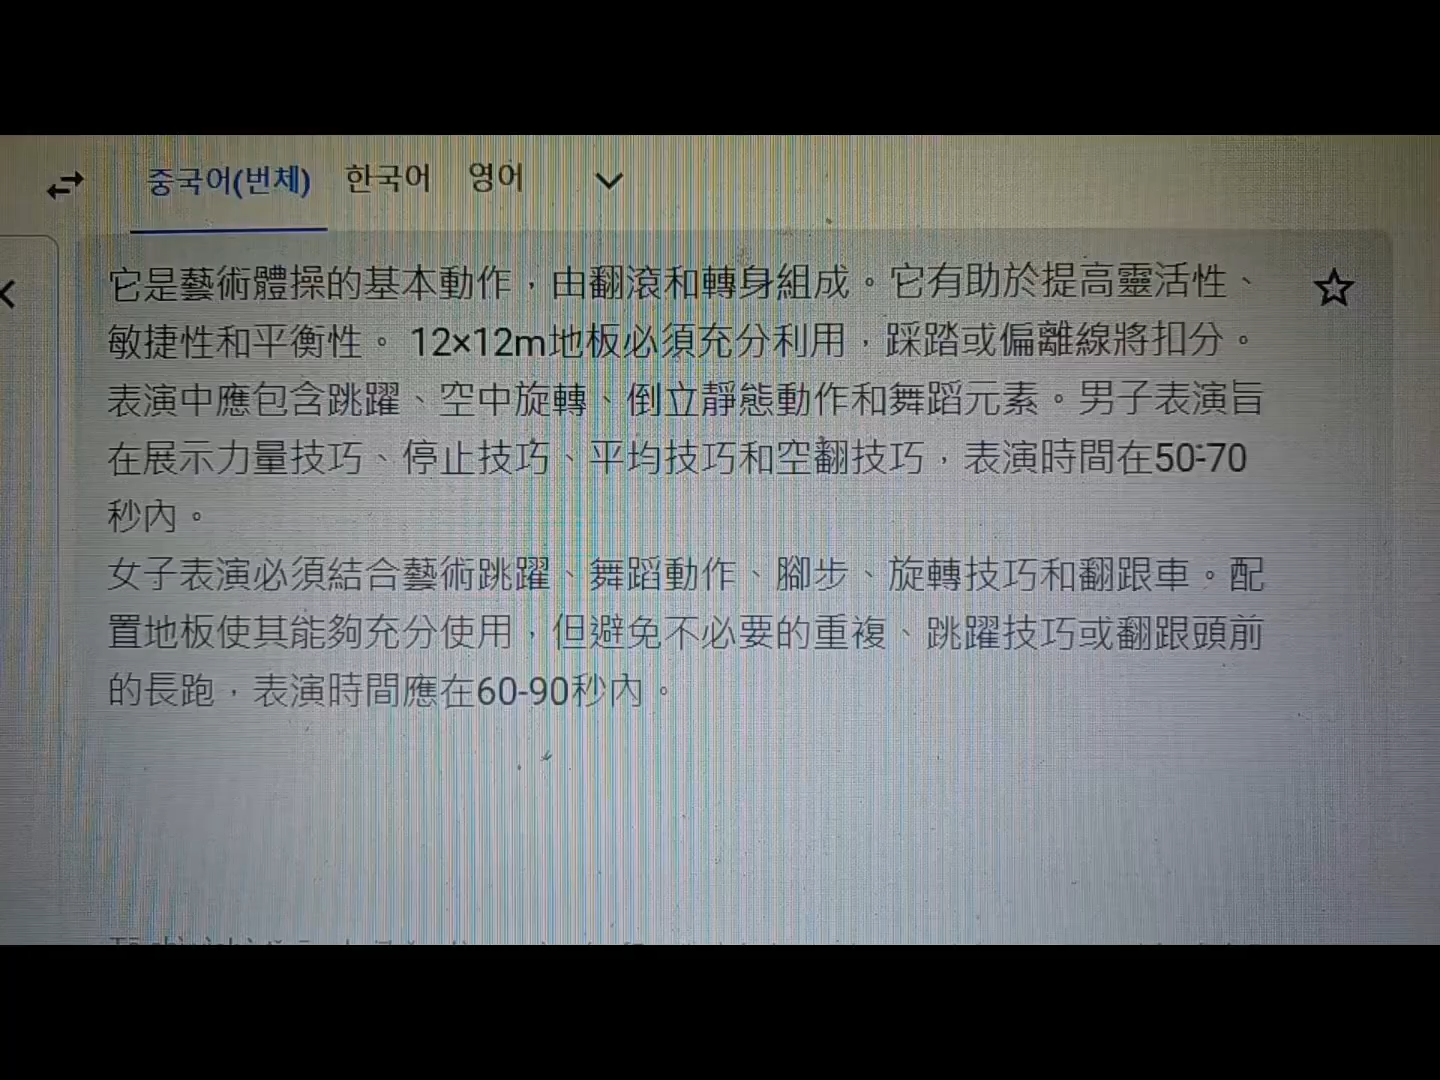 중국어(번체) 한국어 영어
它是藝術體操的基本動作，由翻滾和轉身組成。它有助於提高靈活性、
敏捷性和平衡性。 12×12m地板必須充分利用，踩踏或偏離線將扣分。
表演中應包含跳躍、空中旋轉、倒立靜態動作和舞蹈元素。男子表演旨
在展示力量技巧、停止技巧、平均技巧和空翻技巧，表演時間在50-70
秒內。
女子表演必須結合藝術跳躍、舞蹈動作、腳步、旋轉技巧和翻跟車。配
置地板使其能夠充分使用，但避免不必要的重複、跳躍技巧或翻跟頭前
的長跑，表演時間應在60-90秒內。